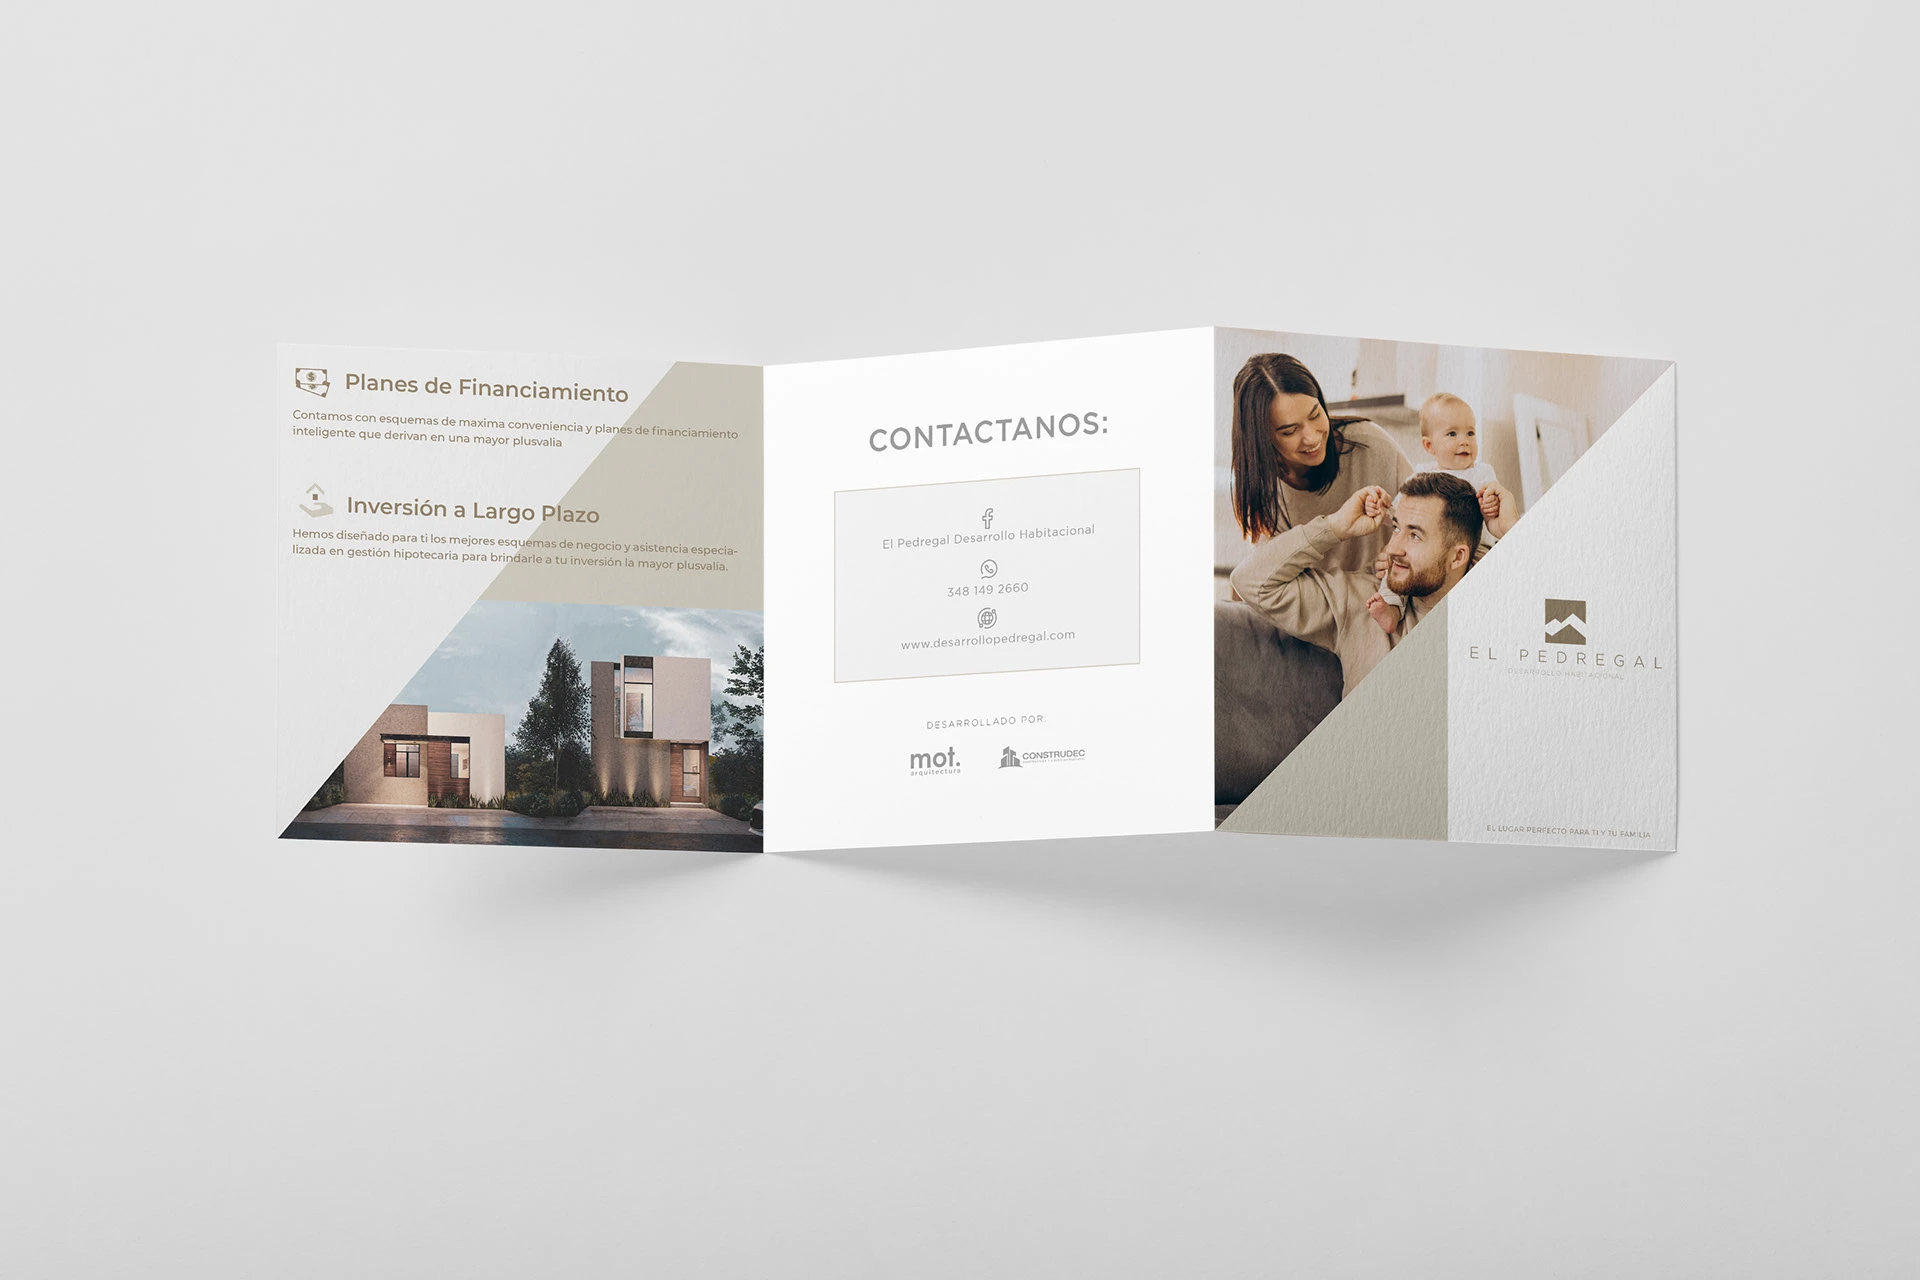 Planes de Financiamiento
Contamos con esquemas de maxima conveniencia y planes de financiamiento
inteligente que derivan en una mayor plusvalia
Inversión a Largo Plazo
Hemos diseñado para ti los mejores esquemas de negocio y asistencia especia-
lizada en gestión hipotecaria para brindarle a tu inversión la mayor plusvalia.
CONTACTANOS:
El Pedregal Desarrollo Habitacional
348 149 2660
www.desarrollopedregal.com
DESARROLLADO POR:
mot.
arquitectura
CONSTRUDEC
EL PEDREGAL
DESARROLLO HABITACIONAL
EL LUGAR PERFECTO PARA TI Y TU FAMILIA